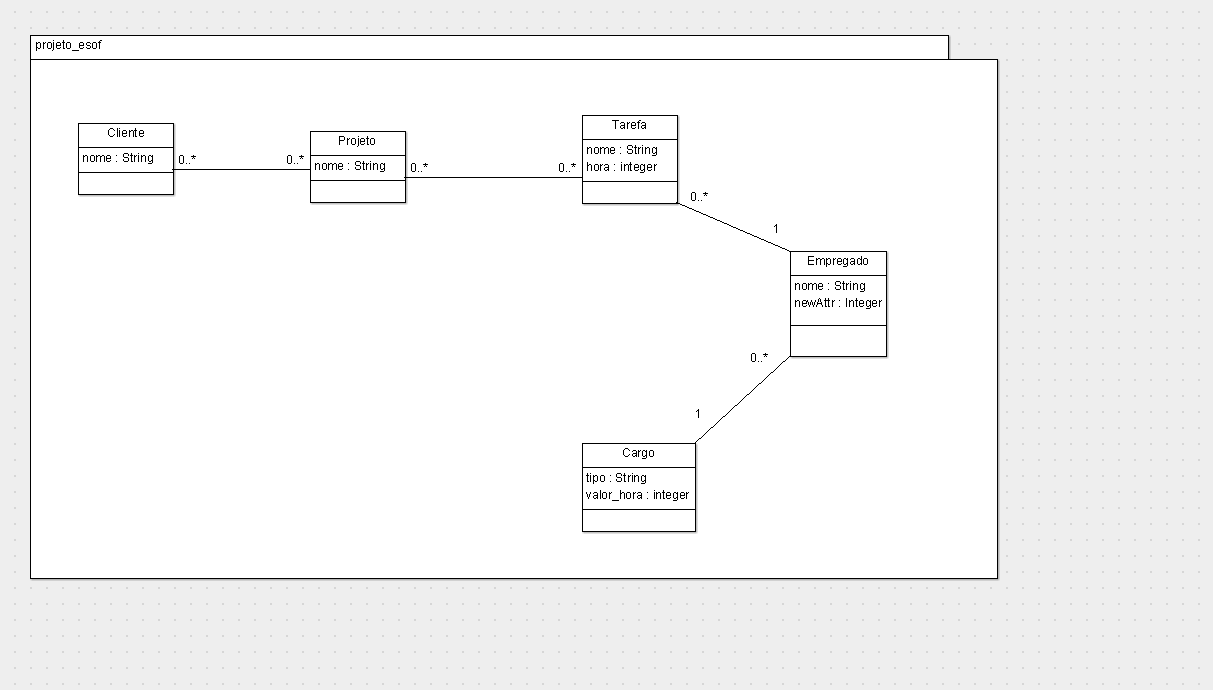 projeto_esof
Cliente
nome : String
0..*
0..*
Projeto
nome : String
0..*
0..*
Tarefa
nome : String
hora : integer
0..*
1
Empregado
nome : String
newAttr : Integer
0..*
1
Cargo
tipo : String
valor_hora : integer